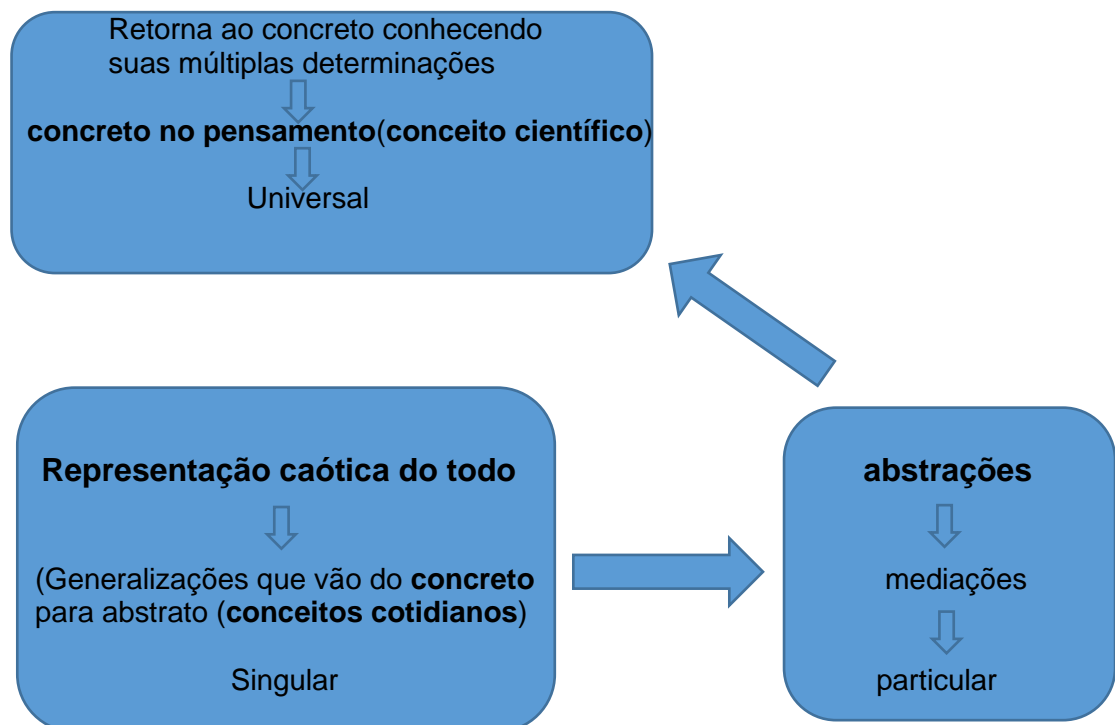 Retorna ao concreto conhecendo
suas múltiplas determinações
concreto no pensamento(conceito científico)
Universal
Representação caótica do todo
(Generalizações que vão do concreto
para abstrato (conceitos cotidianos)
Singular
abstrações
mediações
particular